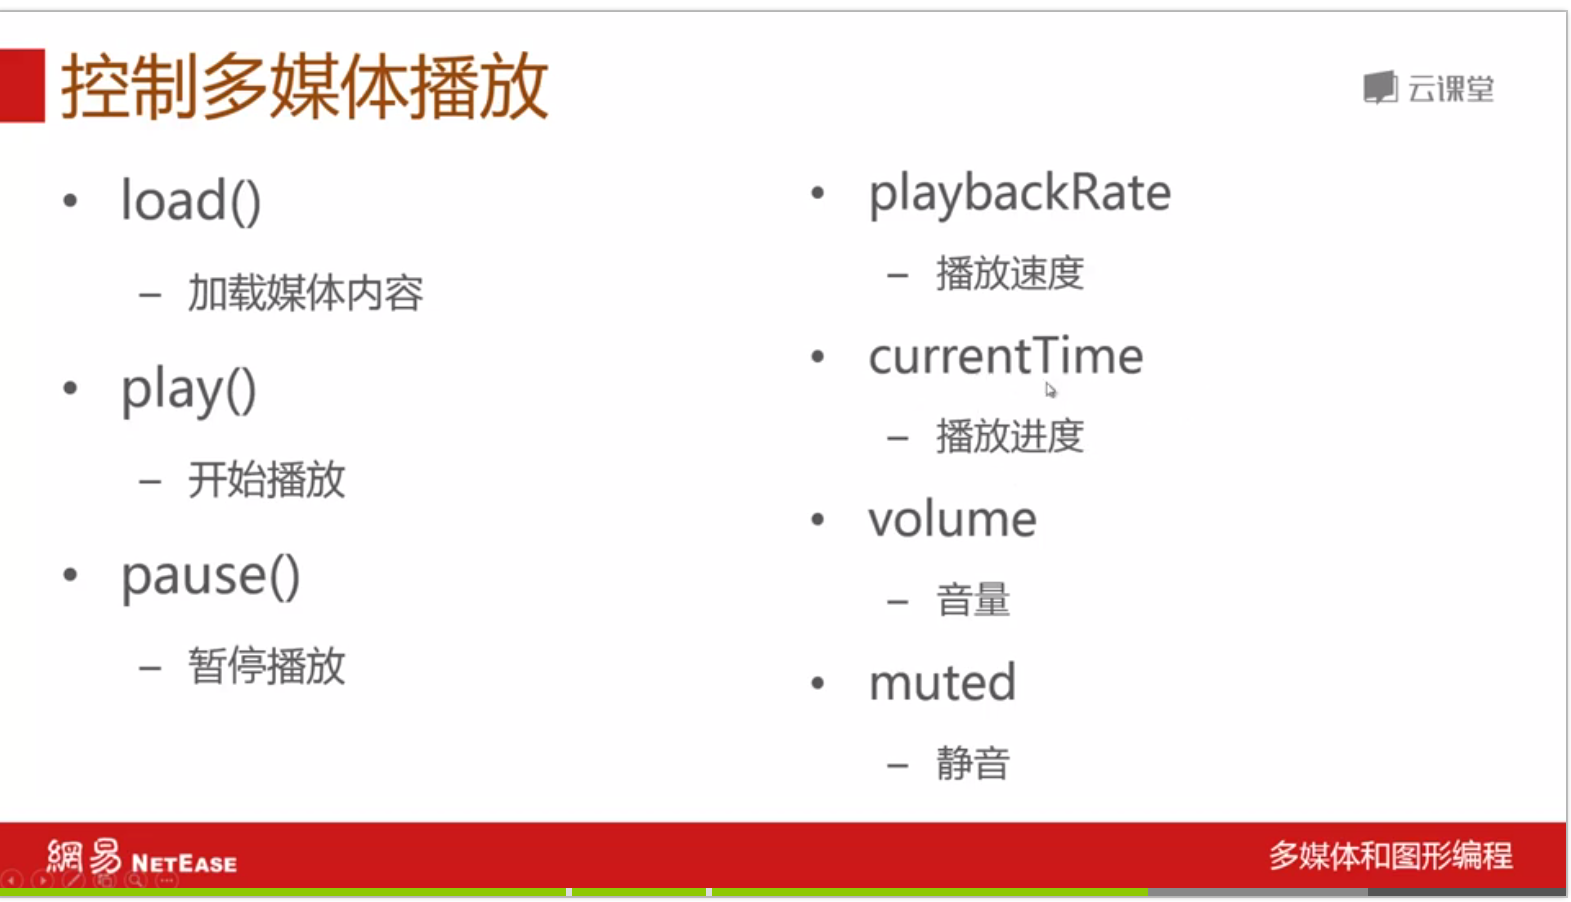 控制多媒体播放
云课堂
• load()
– 加载媒体内容
• play()
– 开始播放
• pause()
– 暂停播放
• playbackRate
– 播放速度
• currentTime
– 播放进度
• volume
– 音量
• muted
– 静音
網易 NETEASE
多媒体和图形编程